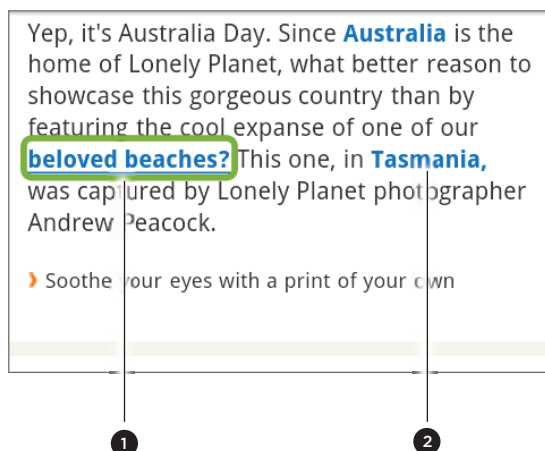 Yep, it's Australia Day. Since Australia is the
home of Lonely Planet, what better reason to
showcase this gorgeous country than by
featuring the cool expanse of one of our
beloved beaches? This one, in Tasmania,
was captured by Lonely Planet photographer
Andrew Peacock.
❯ Soothe your eyes with a print of your own
1 2